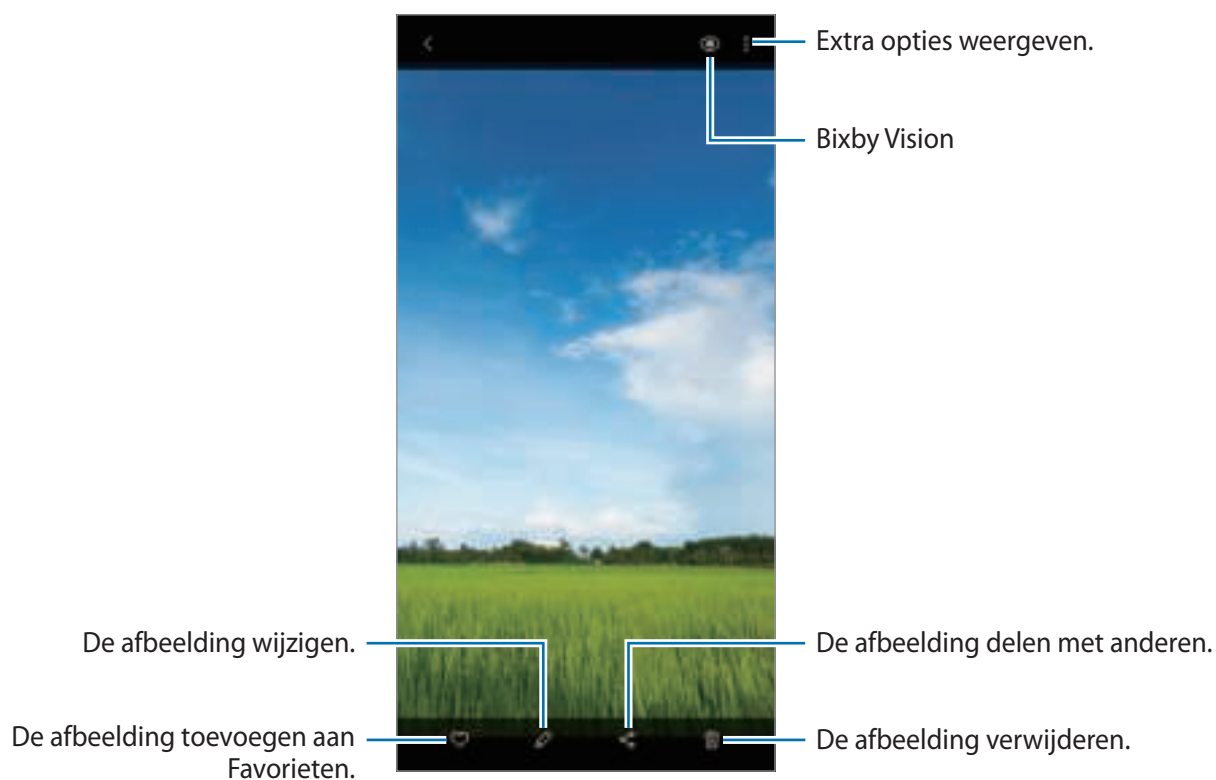 Extra opties weergeven.
Bixby Vision
De afbeelding wijzigen.
De afbeelding delen met anderen.
De afbeelding toevoegen aan
Favorieten.
De afbeelding verwijderen.